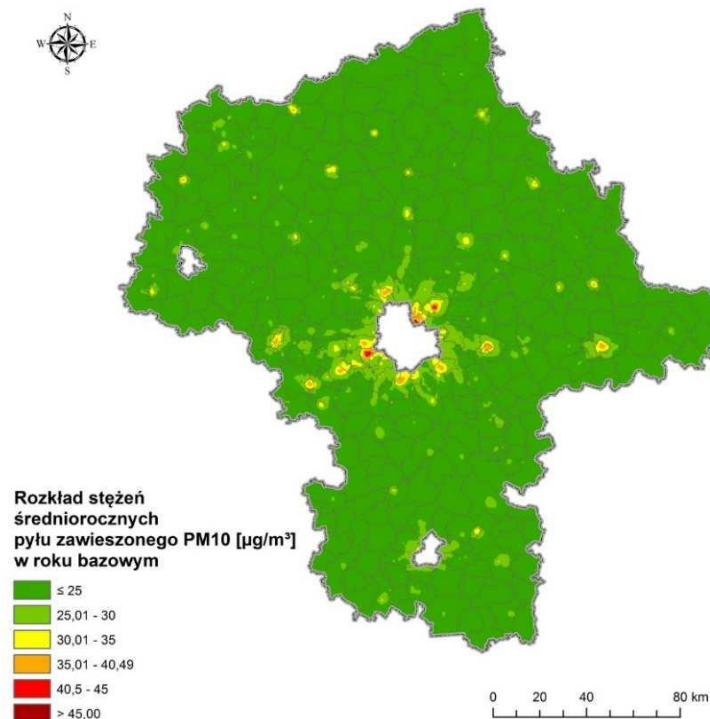 N
W E
S
Rozkład stężeń
średniorocznych
pyłu zawieszonego PM10 [µg/m³]
w roku bazowym
≤ 25
25,01 - 30
30,01 - 35
35,01 - 40,49
40,5 - 45
> 45,00
0 20 40 80 km